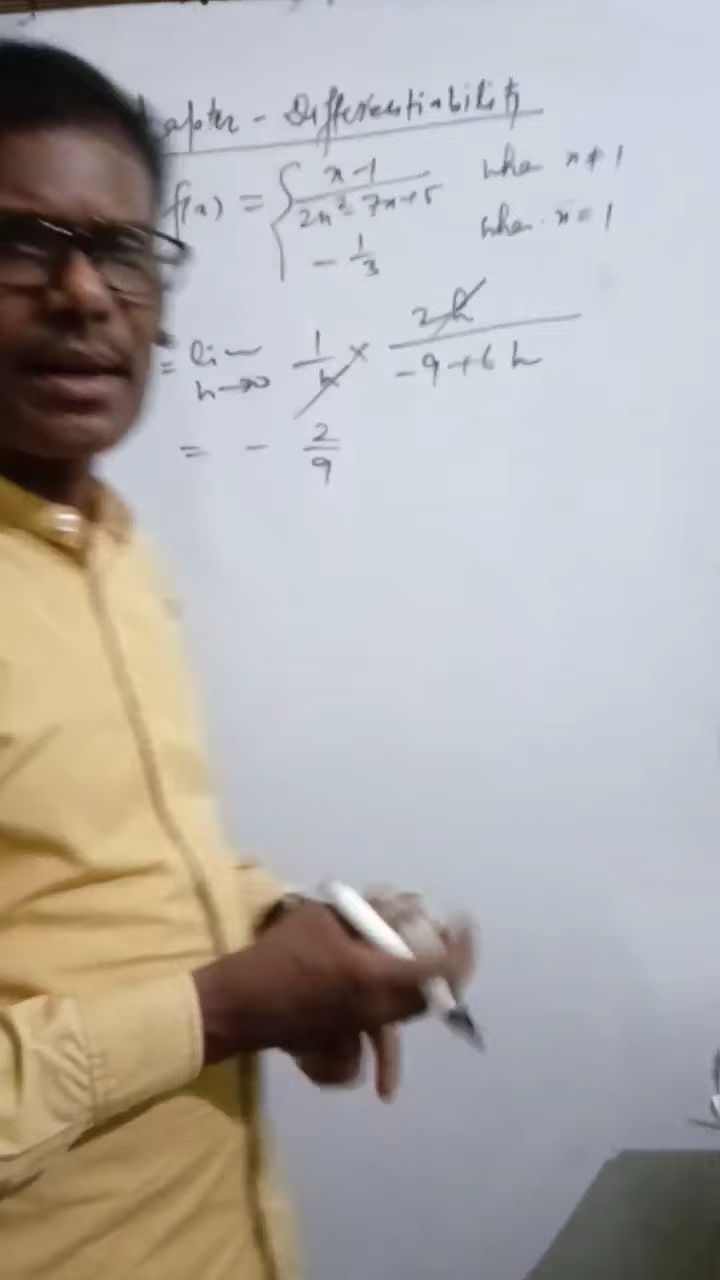 apter - Differentiability
f(x) = { x-1 / 2x² - 7x+5 when x ≠ 1
- 1/3 when x = 1
= lim h→0 1/h × 2h / -9+6h
= - 2/9